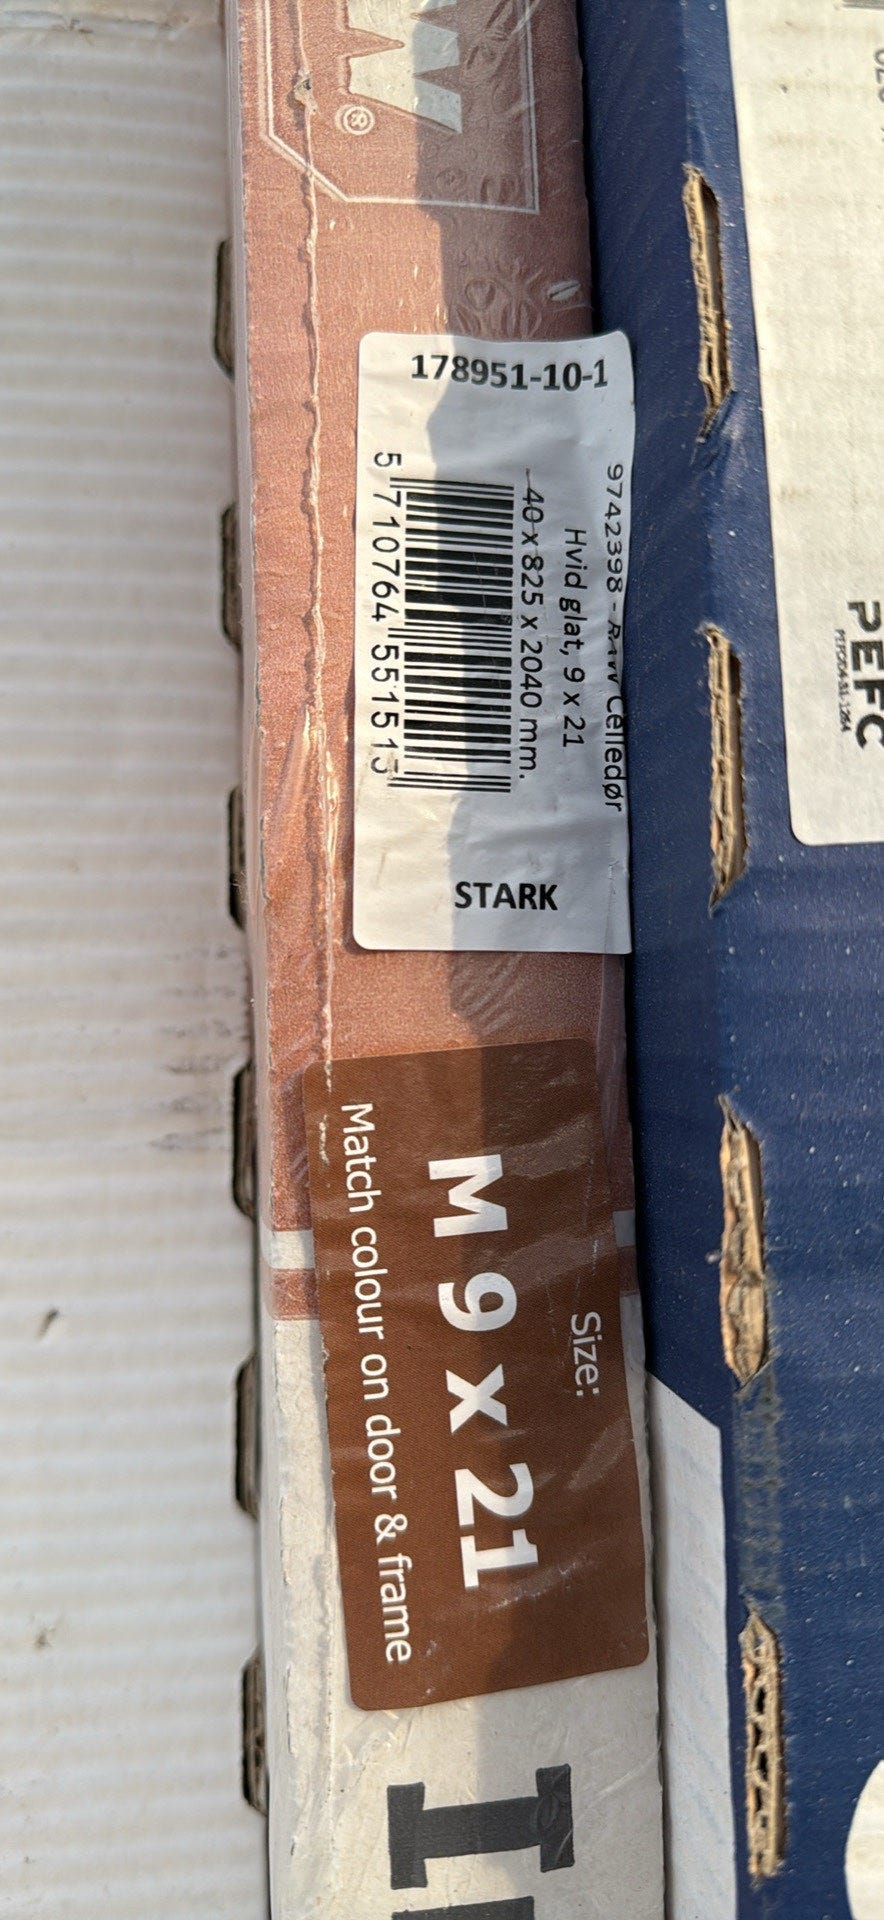 W®
178951-10-1
9742398 - RAW Celledør
Hvid glat, 9 x 21
40 x 825 x 2040 mm.
5 710764 551513
STARK
Size:
M 9 x 21
Match colour on door & frame
PEFC